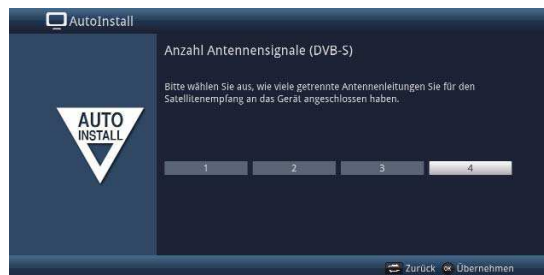 AutoInstall
Anzahl Antennensignale (DVB-S)
Bitte wählen Sie aus, wie viele getrennte Antennenleitungen Sie für den
Satellitenempfang an das Gerät angeschlossen haben.
AUTO
INSTALL
1 2 3 4
Zurück OK Übernehmen